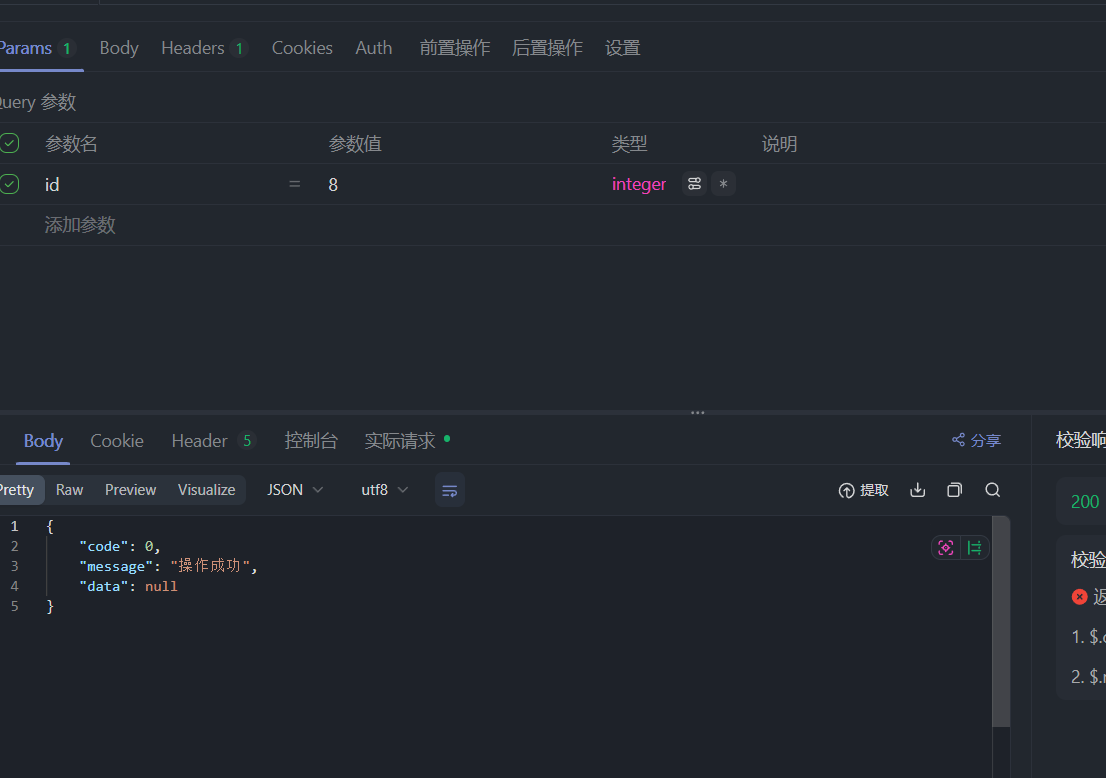 Params 1 Body Headers 1 Cookies Auth 前置操作 后置操作 设置
Query 参数
参数名 参数值 类型 说明
id = 8 integer *
添加参数
Body Cookie Header 5 控制台 实际请求 分享 校验响
Pretty Raw Preview Visualize JSON utf8 提取
200
1 {
2 "code": 0,
3 "message": "操作成功",
4 "data": null
5 }
校验
返
1. $.
2. $.